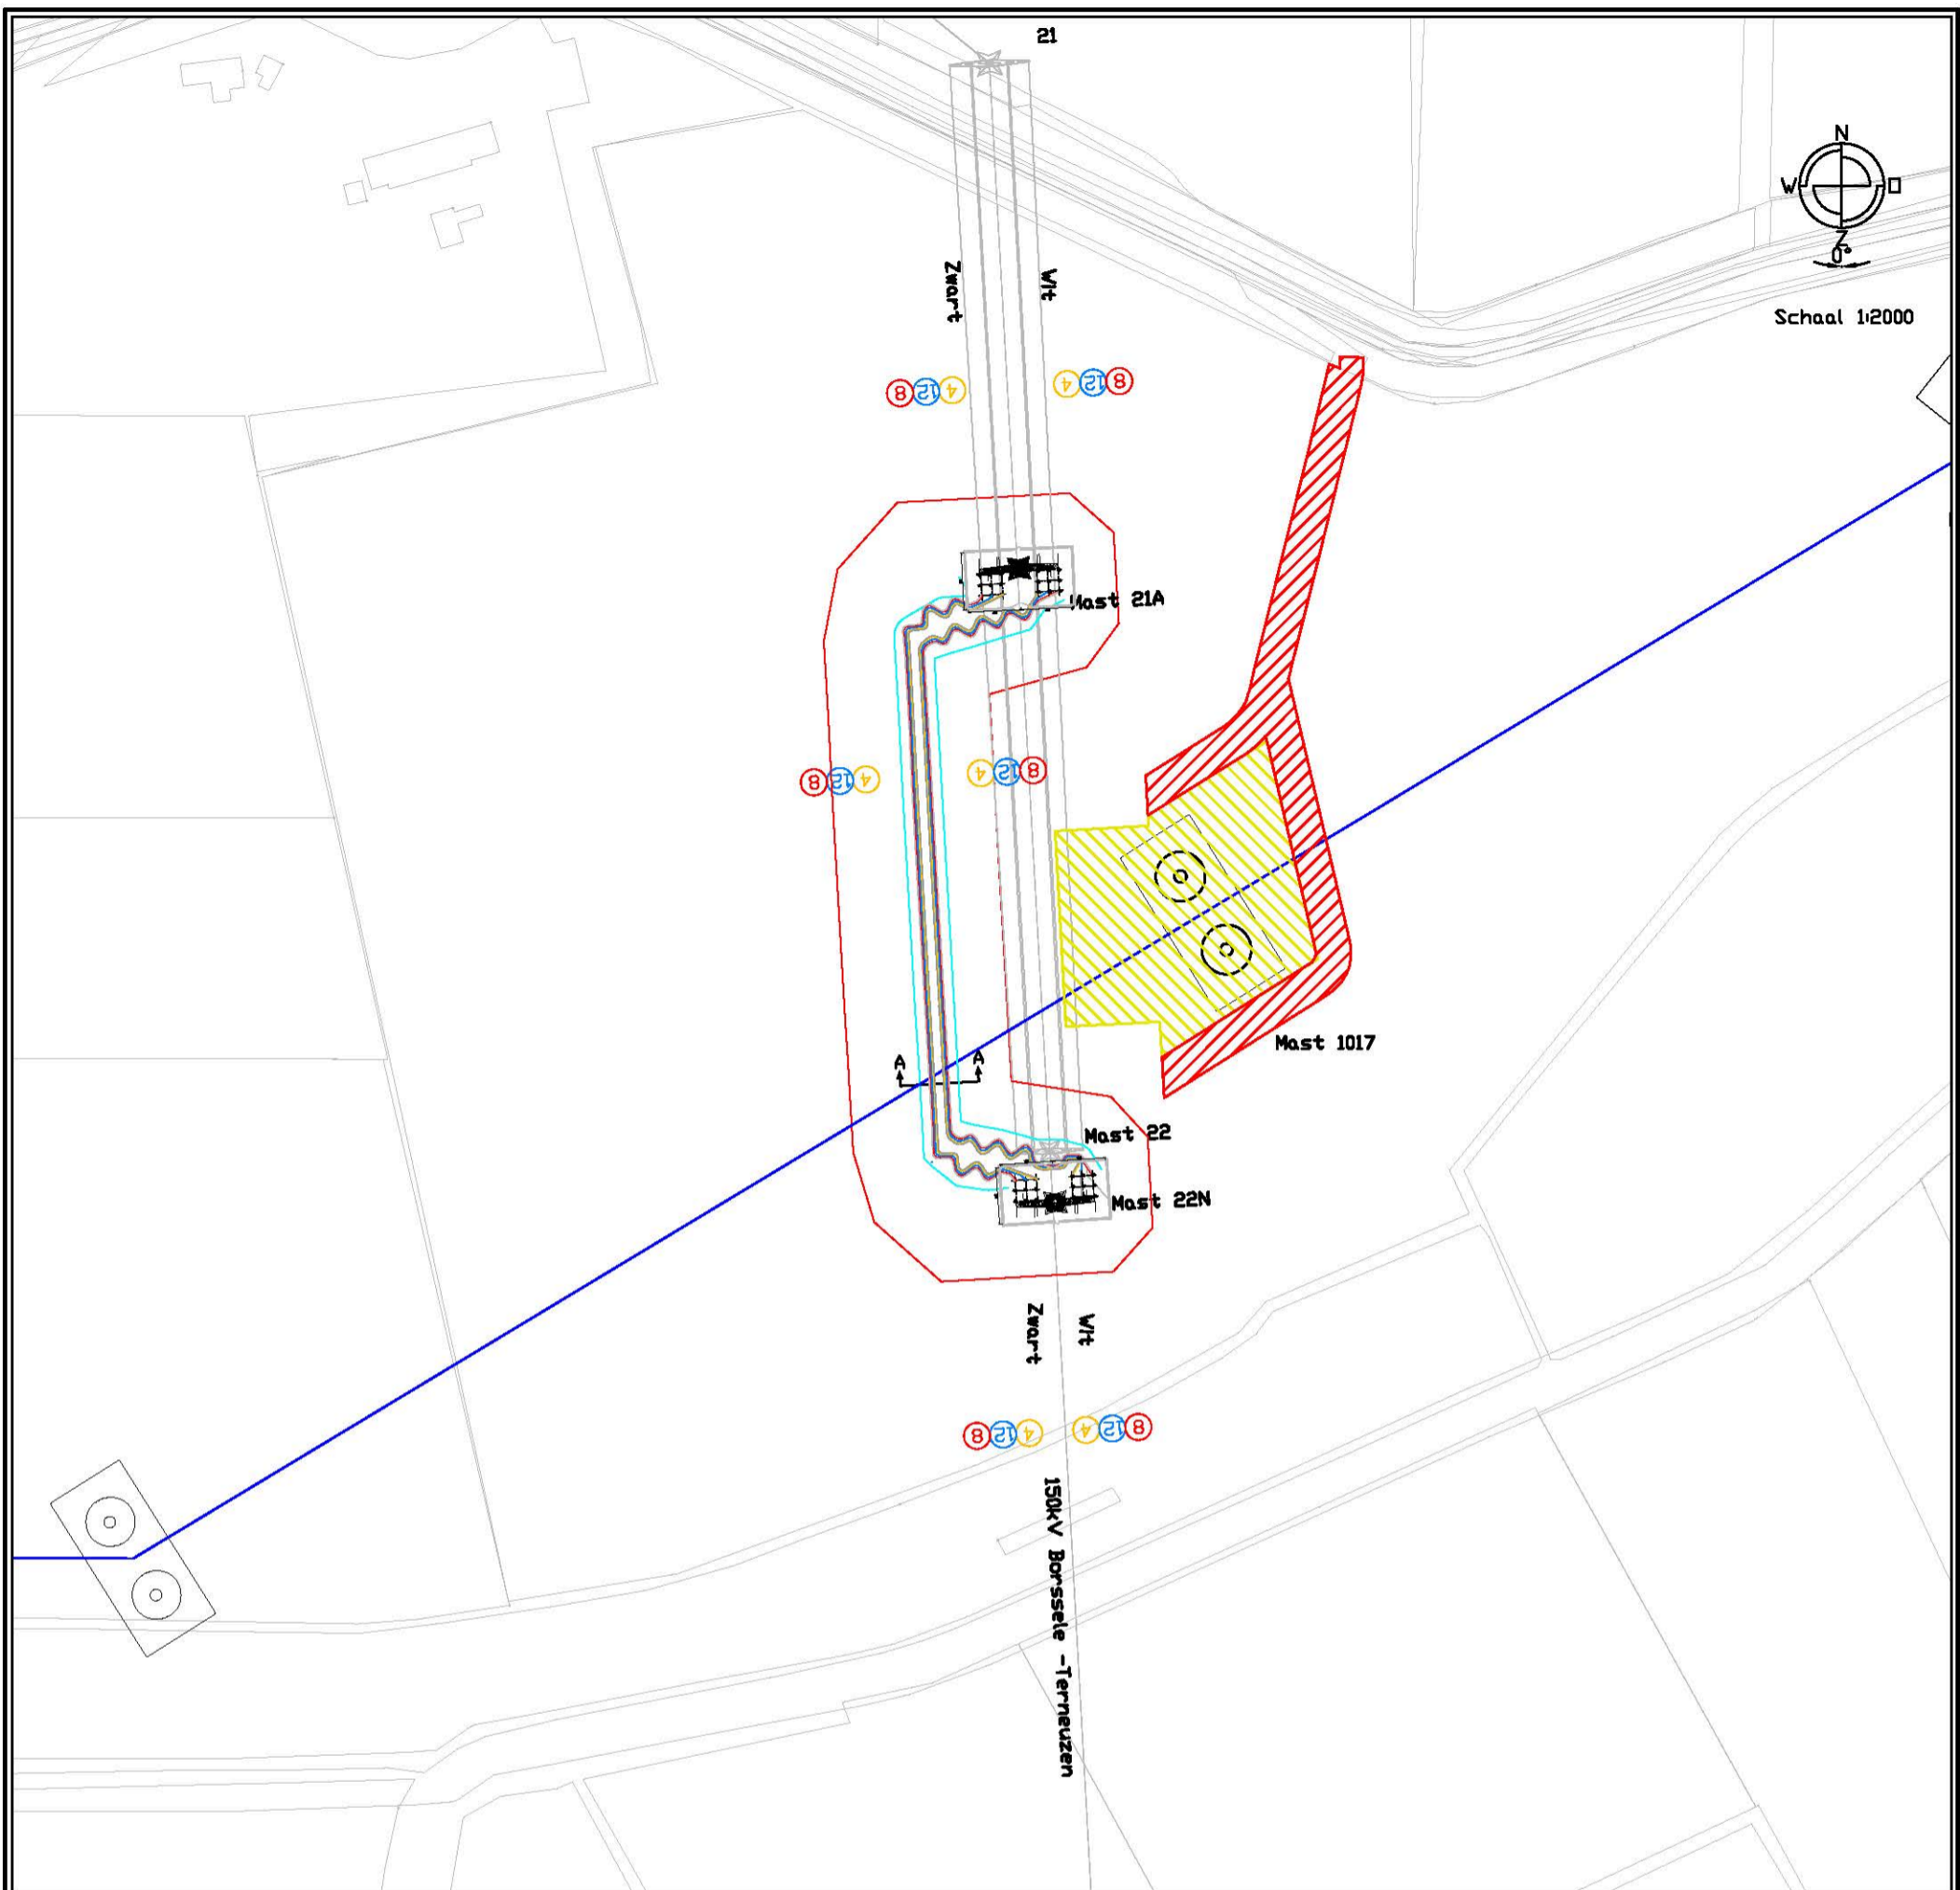 21
N
W
O
Z
0°
Schaal 1:2000
Zwart
Wit
8 12 4
4 12 8
Mast 21A
8 12 4
4 12 8
Mast 1017
A
A
Mast 22
Mast 22N
Zwart
Wit
8 12 4
4 12 8
150kV Borssele -Terneuzen